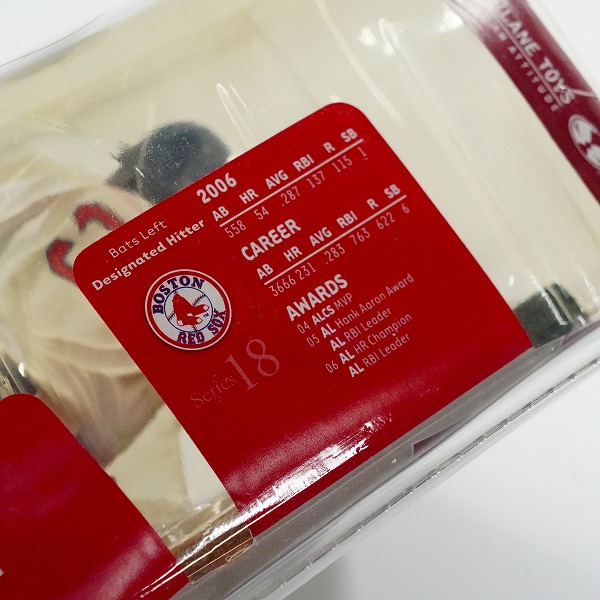 Bats Left
Designated Hitter
2006
AB HR AVG RBI R SB
558 54 287 137 115 1
CAREER
AB HR AVG RBI R SB
3666 231 283 763 622 6
AWARDS
04 ALCS MVP
05 AL Hank Aaron Award
AL RBI Leader
06 AL HR Champion
AL RBI Leader
BOSTON
RED SOX
Series 18
LANE TOYS
ATTITUDE